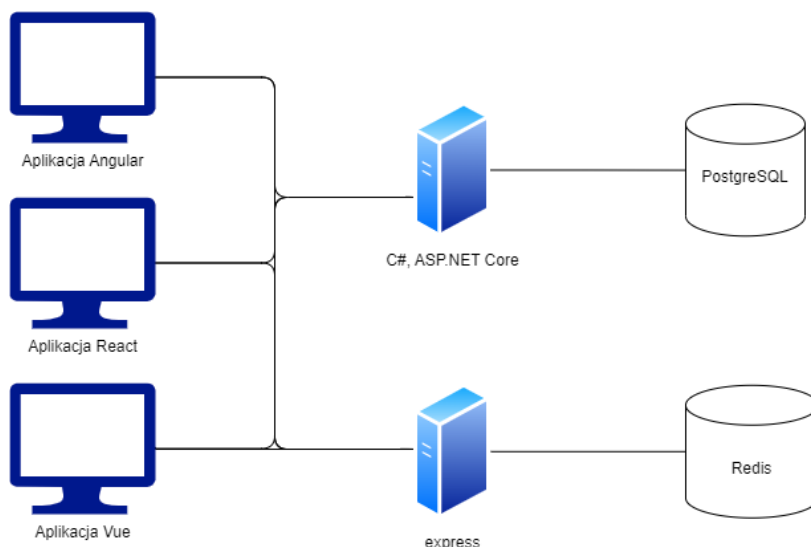 Aplikacja Angular
PostgreSQL
C#, ASP.NET Core
Aplikacja React
Redis
Aplikacja Vue
express